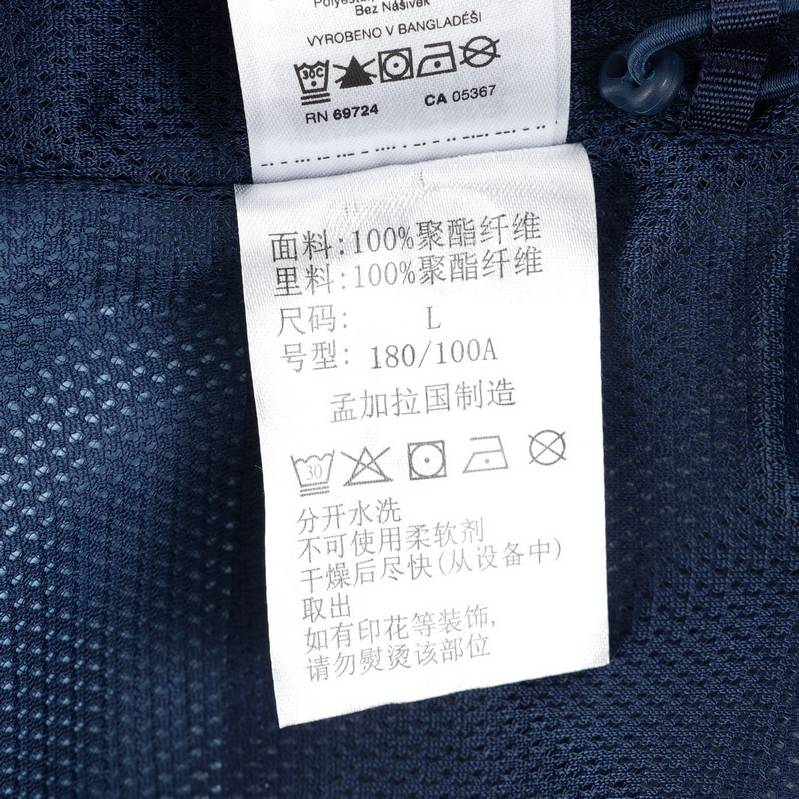 Bez Nášivek
VYROBENO V BANGLADÉŠI
30C
RN 69724 CA 05367
面料:100%聚酯纤维
里料:100%聚酯纤维
尺码: L
号型: 180/100A
孟加拉国制造
30
分开水洗
不可使用柔软剂
干燥后尽快(从设备中)
取出
如有印花等装饰,
请勿熨烫该部位